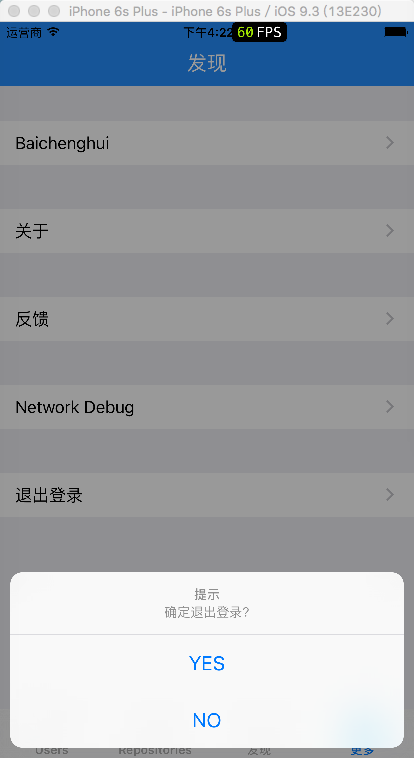 iPhone 6s Plus - iPhone 6s Plus / iOS 9.3 (13E230)
运营商 下午4:22 60 FPS
发现
Baichenghui
关于
反馈
Network Debug
退出登录
提示
确定退出登录?
YES
NO
Users Repositories 发现 更多